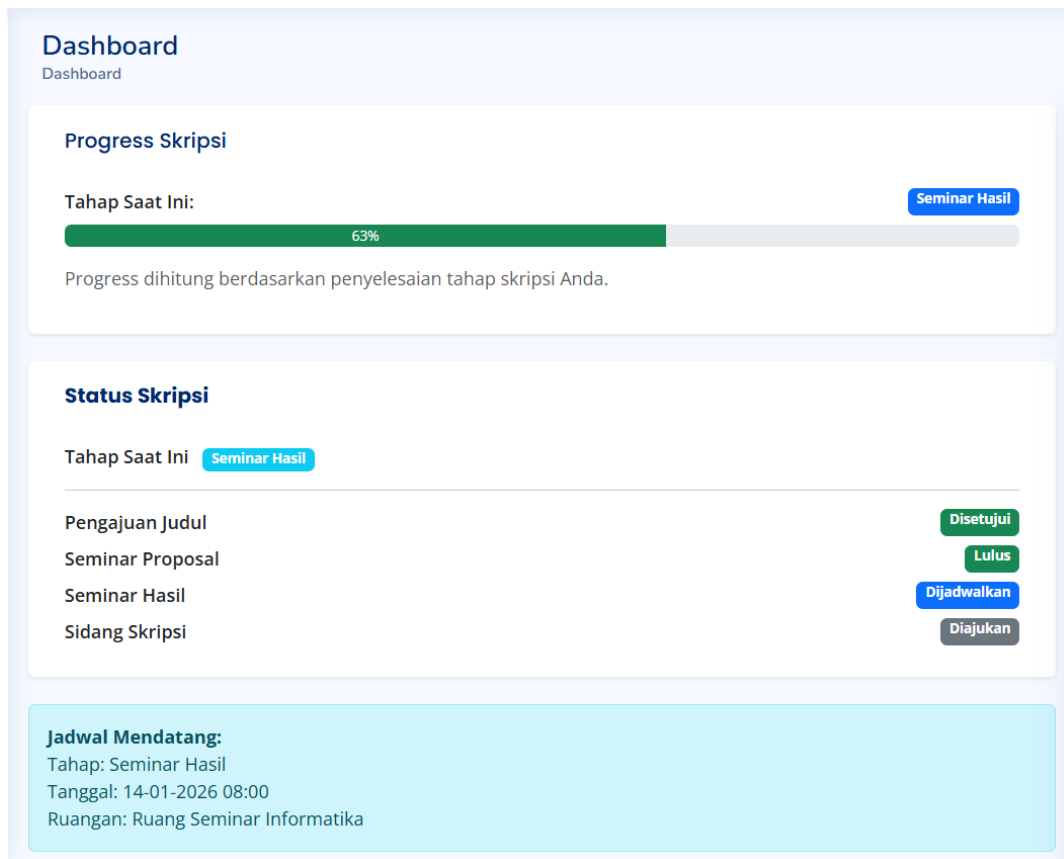 Dashboard
Dashboard
Progress Skripsi
Tahap Saat Ini: Seminar Hasil
63%
Progress dihitung berdasarkan penyelesaian tahap skripsi Anda.
Status Skripsi
Tahap Saat Ini Seminar Hasil
Pengajuan Judul Disetujui
Seminar Proposal Lulus
Seminar Hasil Dijadwalkan
Sidang Skripsi Diajukan
Jadwal Mendatang:
Tahap: Seminar Hasil
Tanggal: 14-01-2026 08:00
Ruangan: Ruang Seminar Informatika